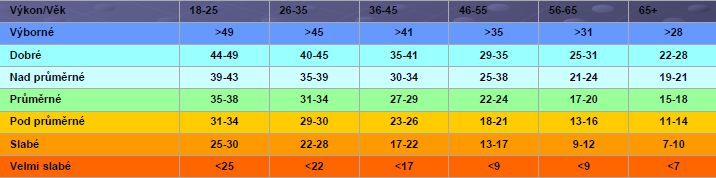 Výkon/Věk 18-25 26-35 36-45 46-55 56-65 65+
Výborné >49 >45 >41 >35 >31 >28
Dobré 44-49 40-45 35-41 29-35 25-31 22-28
Nad průměrné 39-43 35-39 30-34 25-38 21-24 19-21
Průměrné 35-38 31-34 27-29 22-24 17-20 15-18
Pod průměrné 31-34 29-30 23-26 18-21 13-16 11-14
Slabé 25-30 22-28 17-22 13-17 9-12 7-10
Velmi slabé <25 <22 <17 <9 <9 <7